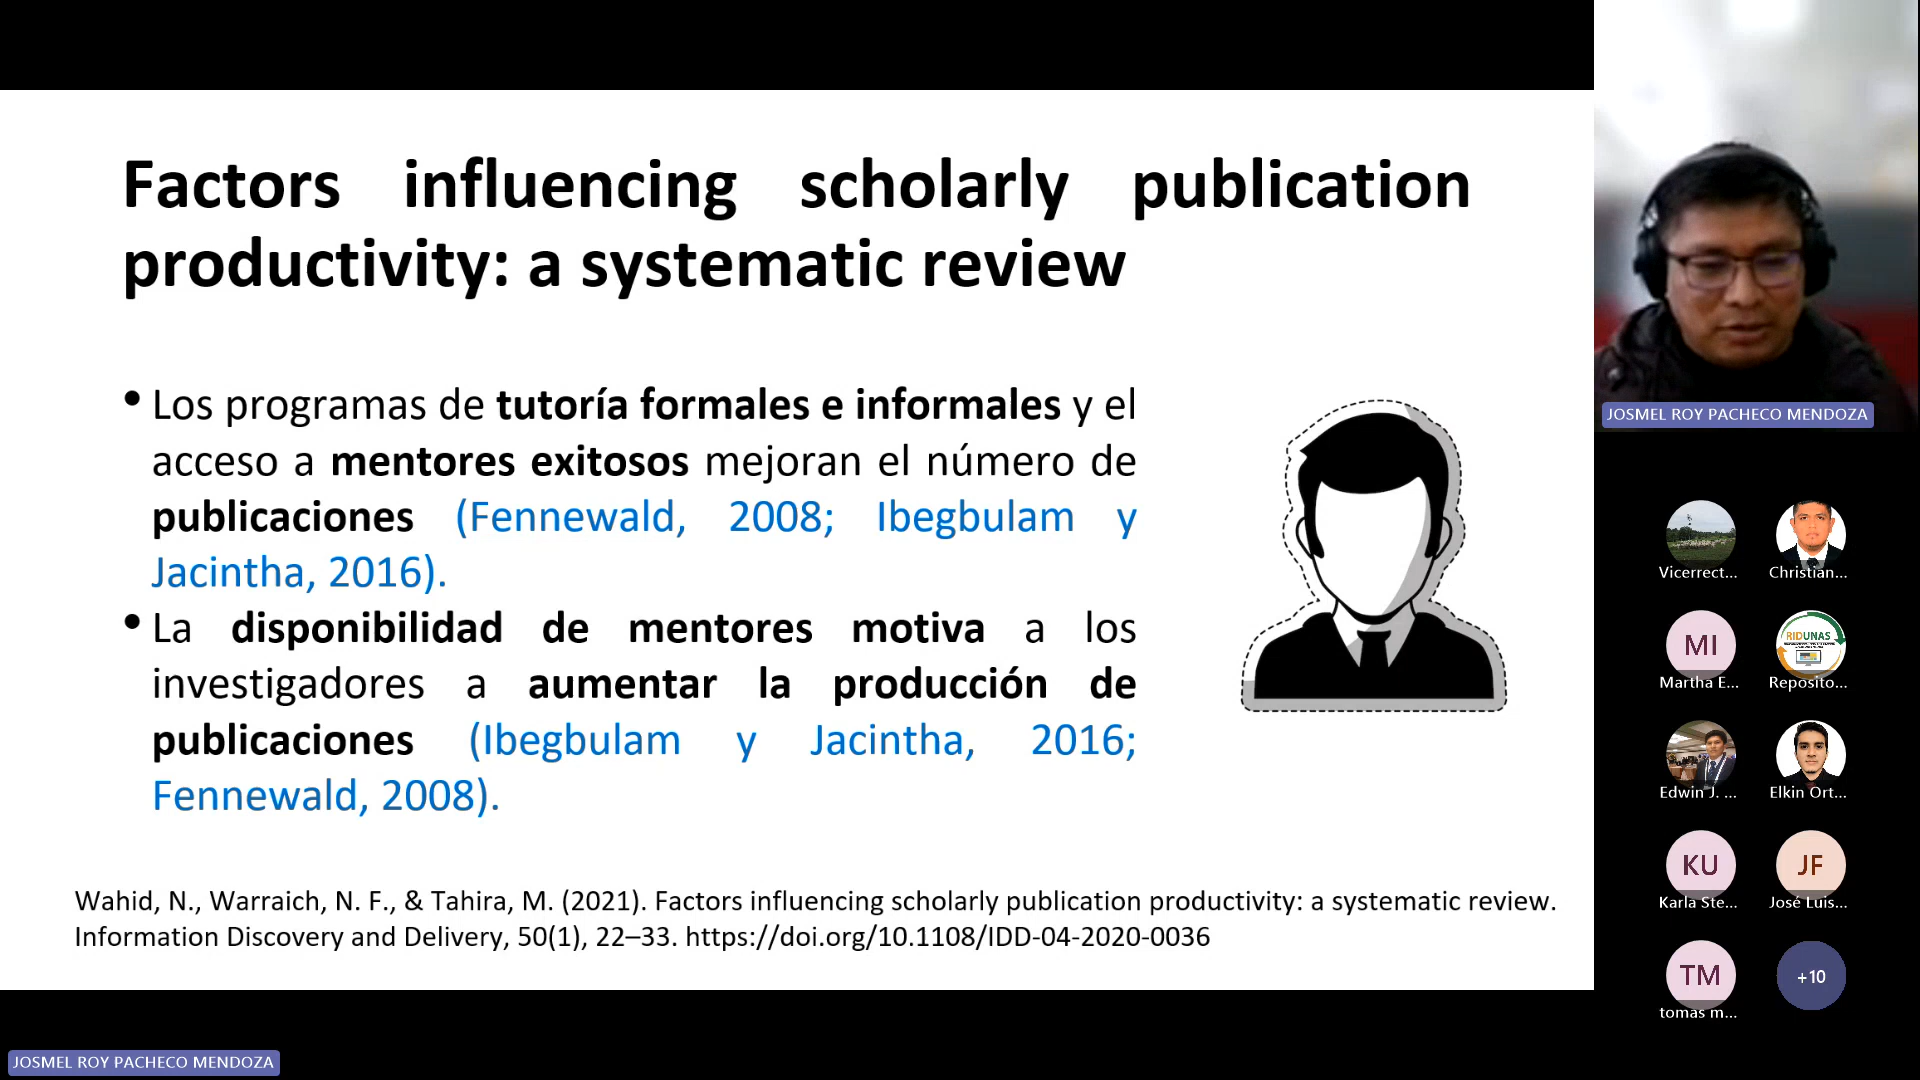 Factors influencing scholarly publication
productivity: a systematic review
• Los programas de tutoría formales e informales y el
acceso a mentores exitosos mejoran el número de
publicaciones (Fennewald, 2008; Ibegbulam y
Jacintha, 2016).
• La disponibilidad de mentores motiva a los
investigadores a aumentar la producción de
publicaciones (Ibegbulam y Jacintha, 2016;
Fennewald, 2008).
Wahid, N., Warraich, N. F., & Tahira, M. (2021). Factors influencing scholarly publication productivity: a systematic review.
Information Discovery and Delivery, 50(1), 22–33. https://doi.org/10.1108/IDD-04-2020-0036
JOSMEL ROY PACHECO MENDOZA
JOSMEL ROY PACHECO MENDOZA
Vicerrect...
Christian...
MI
Martha E...
RIDUNAS
Reposito...
Edwin J. ...
Elkin Ort...
KU
Karla Ste...
JF
José Luis...
TM
tomas m...
+10